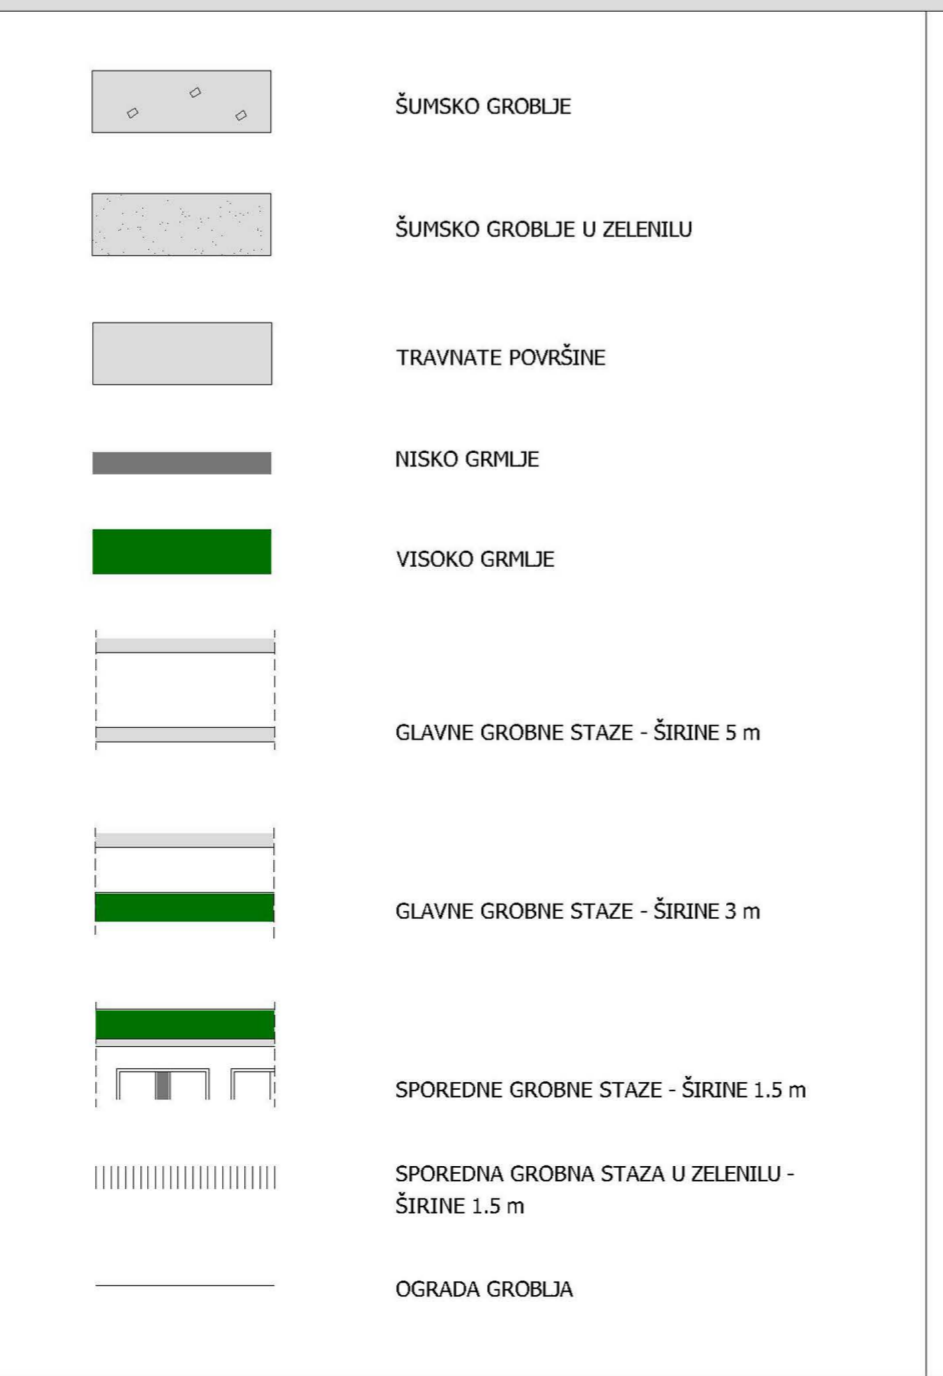 ŠUMSKO GROBLJE
ŠUMSKO GROBLJE U ZELENILU
TRAVNATE POVRŠINE
NISKO GRMLJE
VISOKO GRMLJE
GLAVNE GROBNE STAZE - ŠIRINE 5 m
GLAVNE GROBNE STAZE - ŠIRINE 3 m
SPOREDNE GROBNE STAZE - ŠIRINE 1.5 m
SPOREDNA GROBNA STAZA U ZELENILU -
ŠIRINE 1.5 m
OGRADA GROBLJA